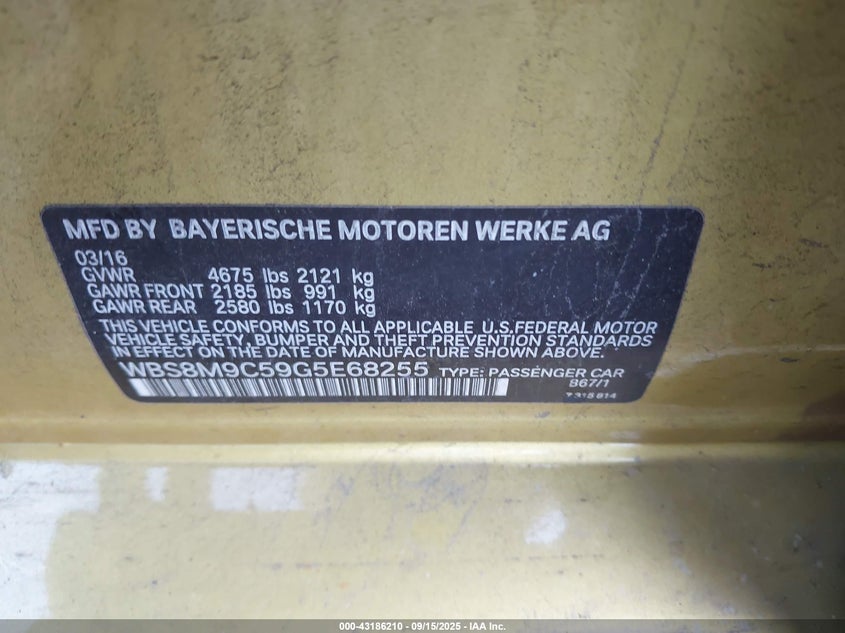 MFD BY BAYERISCHE MOTOREN WERKE AG
03/16
GVWR 4675 lbs 2121 kg
GAWR FRONT 2185 lbs 991 kg
GAWR REAR 2580 lbs 1170 kg
THIS VEHICLE CONFORMS TO ALL APPLICABLE U.S.FEDERAL MOTOR
VEHICLE SAFETY, BUMPER AND THEFT PREVENTION STANDARDS
IN EFFECT ON THE DATE OF MANUFACTURE SHOWN ABOVE.
WBS8M9C59G5E68255 TYPE: PASSENGER CAR
B67/1
000-43186210 - 09/15/2025 - IAA Inc.